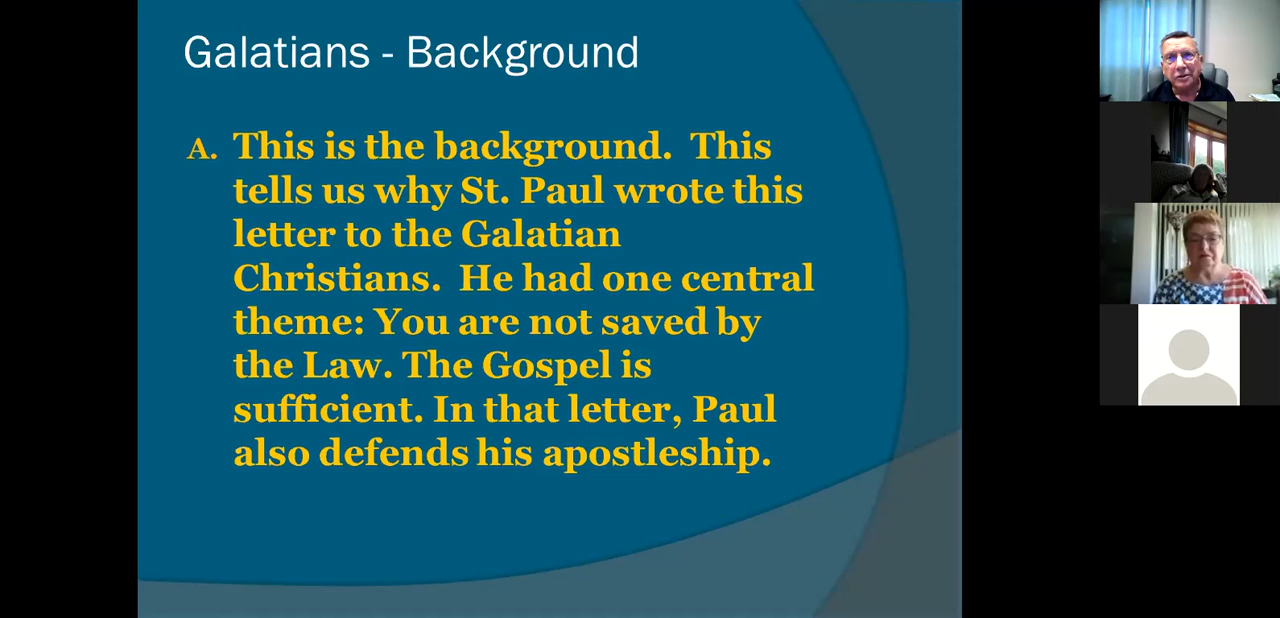 Galatians - Background
A. This is the background.  This
tells us why St. Paul wrote this
letter to the Galatian
Christians.  He had one central
theme: You are not saved by
the Law. The Gospel is
sufficient. In that letter, Paul
also defends his apostleship.